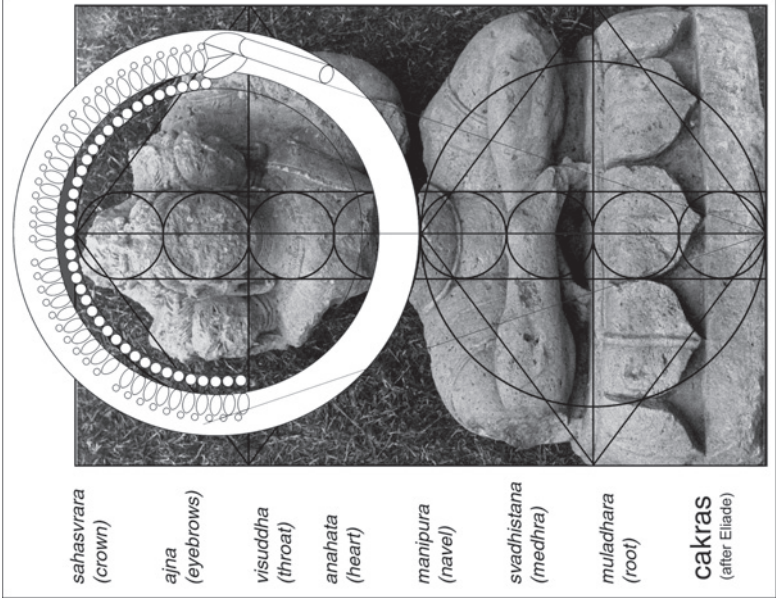 sahasvrara
(crown)
ajna
(eyebrows)
visuddha
(throat)
anahata
(heart)
manipura
(navel)
svadhistana
(medhra)
muladhara
(root)
cakras
(after Eliade)